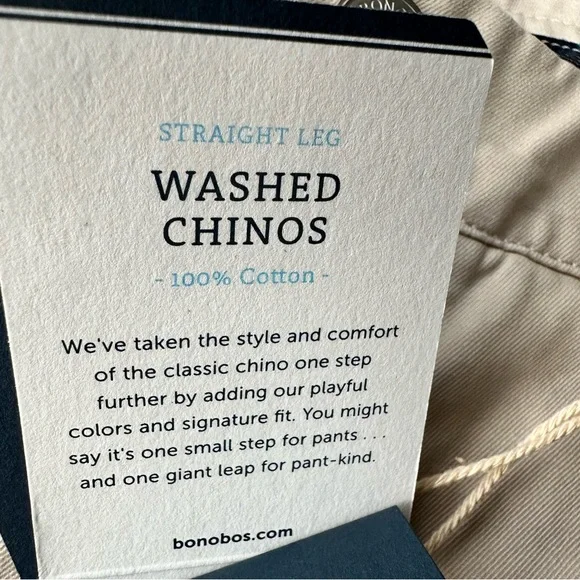 STRAIGHT LEG
WASHED
CHINOS
- 100% Cotton -
We've taken the style and comfort
of the classic chino one step
further by adding our playful
colors and signature fit. You might
say it's one small step for pants . . .
and one giant leap for pant-kind.
bonobos.com